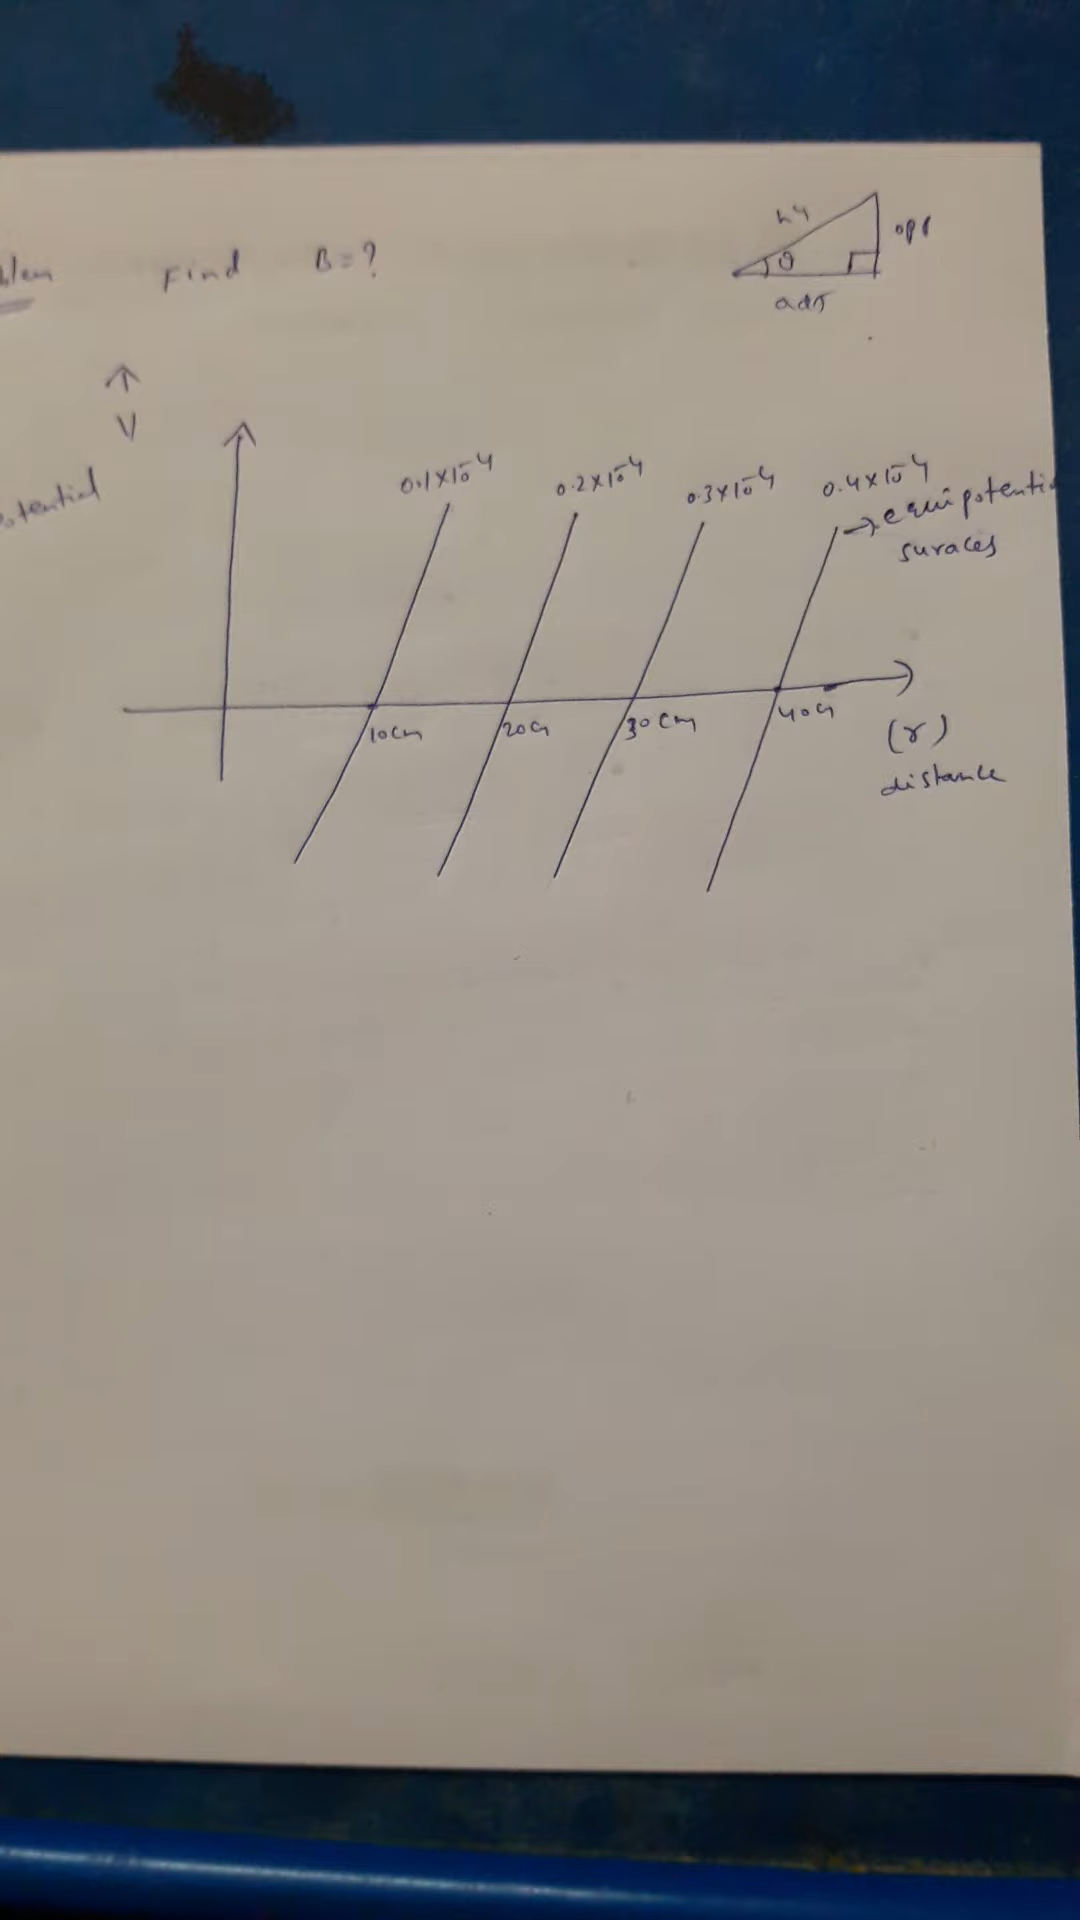 Find B=?
hy
opp
θ
adj
V
0.1×10⁻⁴
0.2×10⁻⁴
0.3×10⁻⁴
0.4×10⁻⁴
→ equipotenti
suraces
10cm
20cm
30cm
40cm
(r)
distance